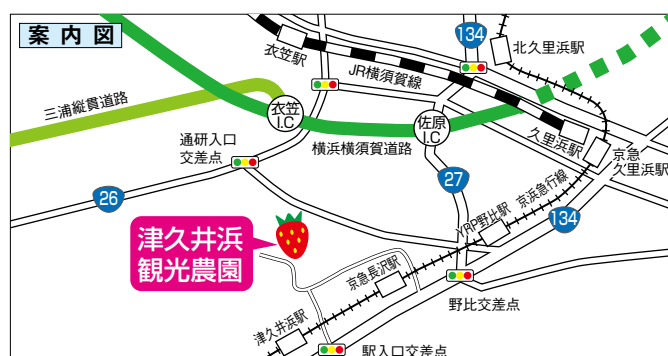 案内図
134
衣笠駅
北久里浜駅
JR横須賀線
三浦縦貫道路
衣笠
I.C
佐原
I.C
久里浜駅
京急
久里浜駅
通研入口
交差点
横浜横須賀道路
27
26
YRP野比駅
京浜急行線
134
津久井浜
観光農園
京急長沢駅
野比交差点
津久井浜駅
駅入口交差点